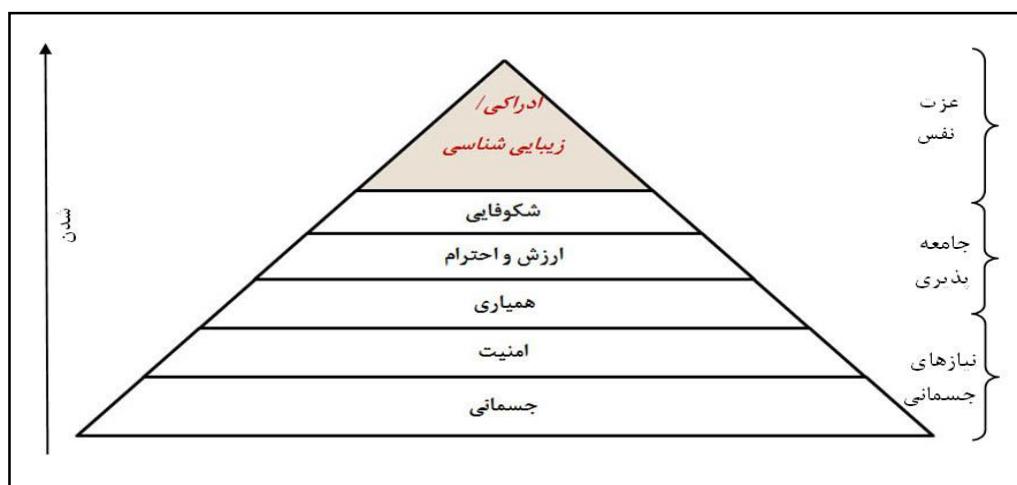 ادراکی/
زیبایی شناسی
شکوفایی
ارزش و احترام
همیاری
امنیت
جسمانی
عزت
نفس
جامعه
پذیری
نیازهای
جسمانی
شدن